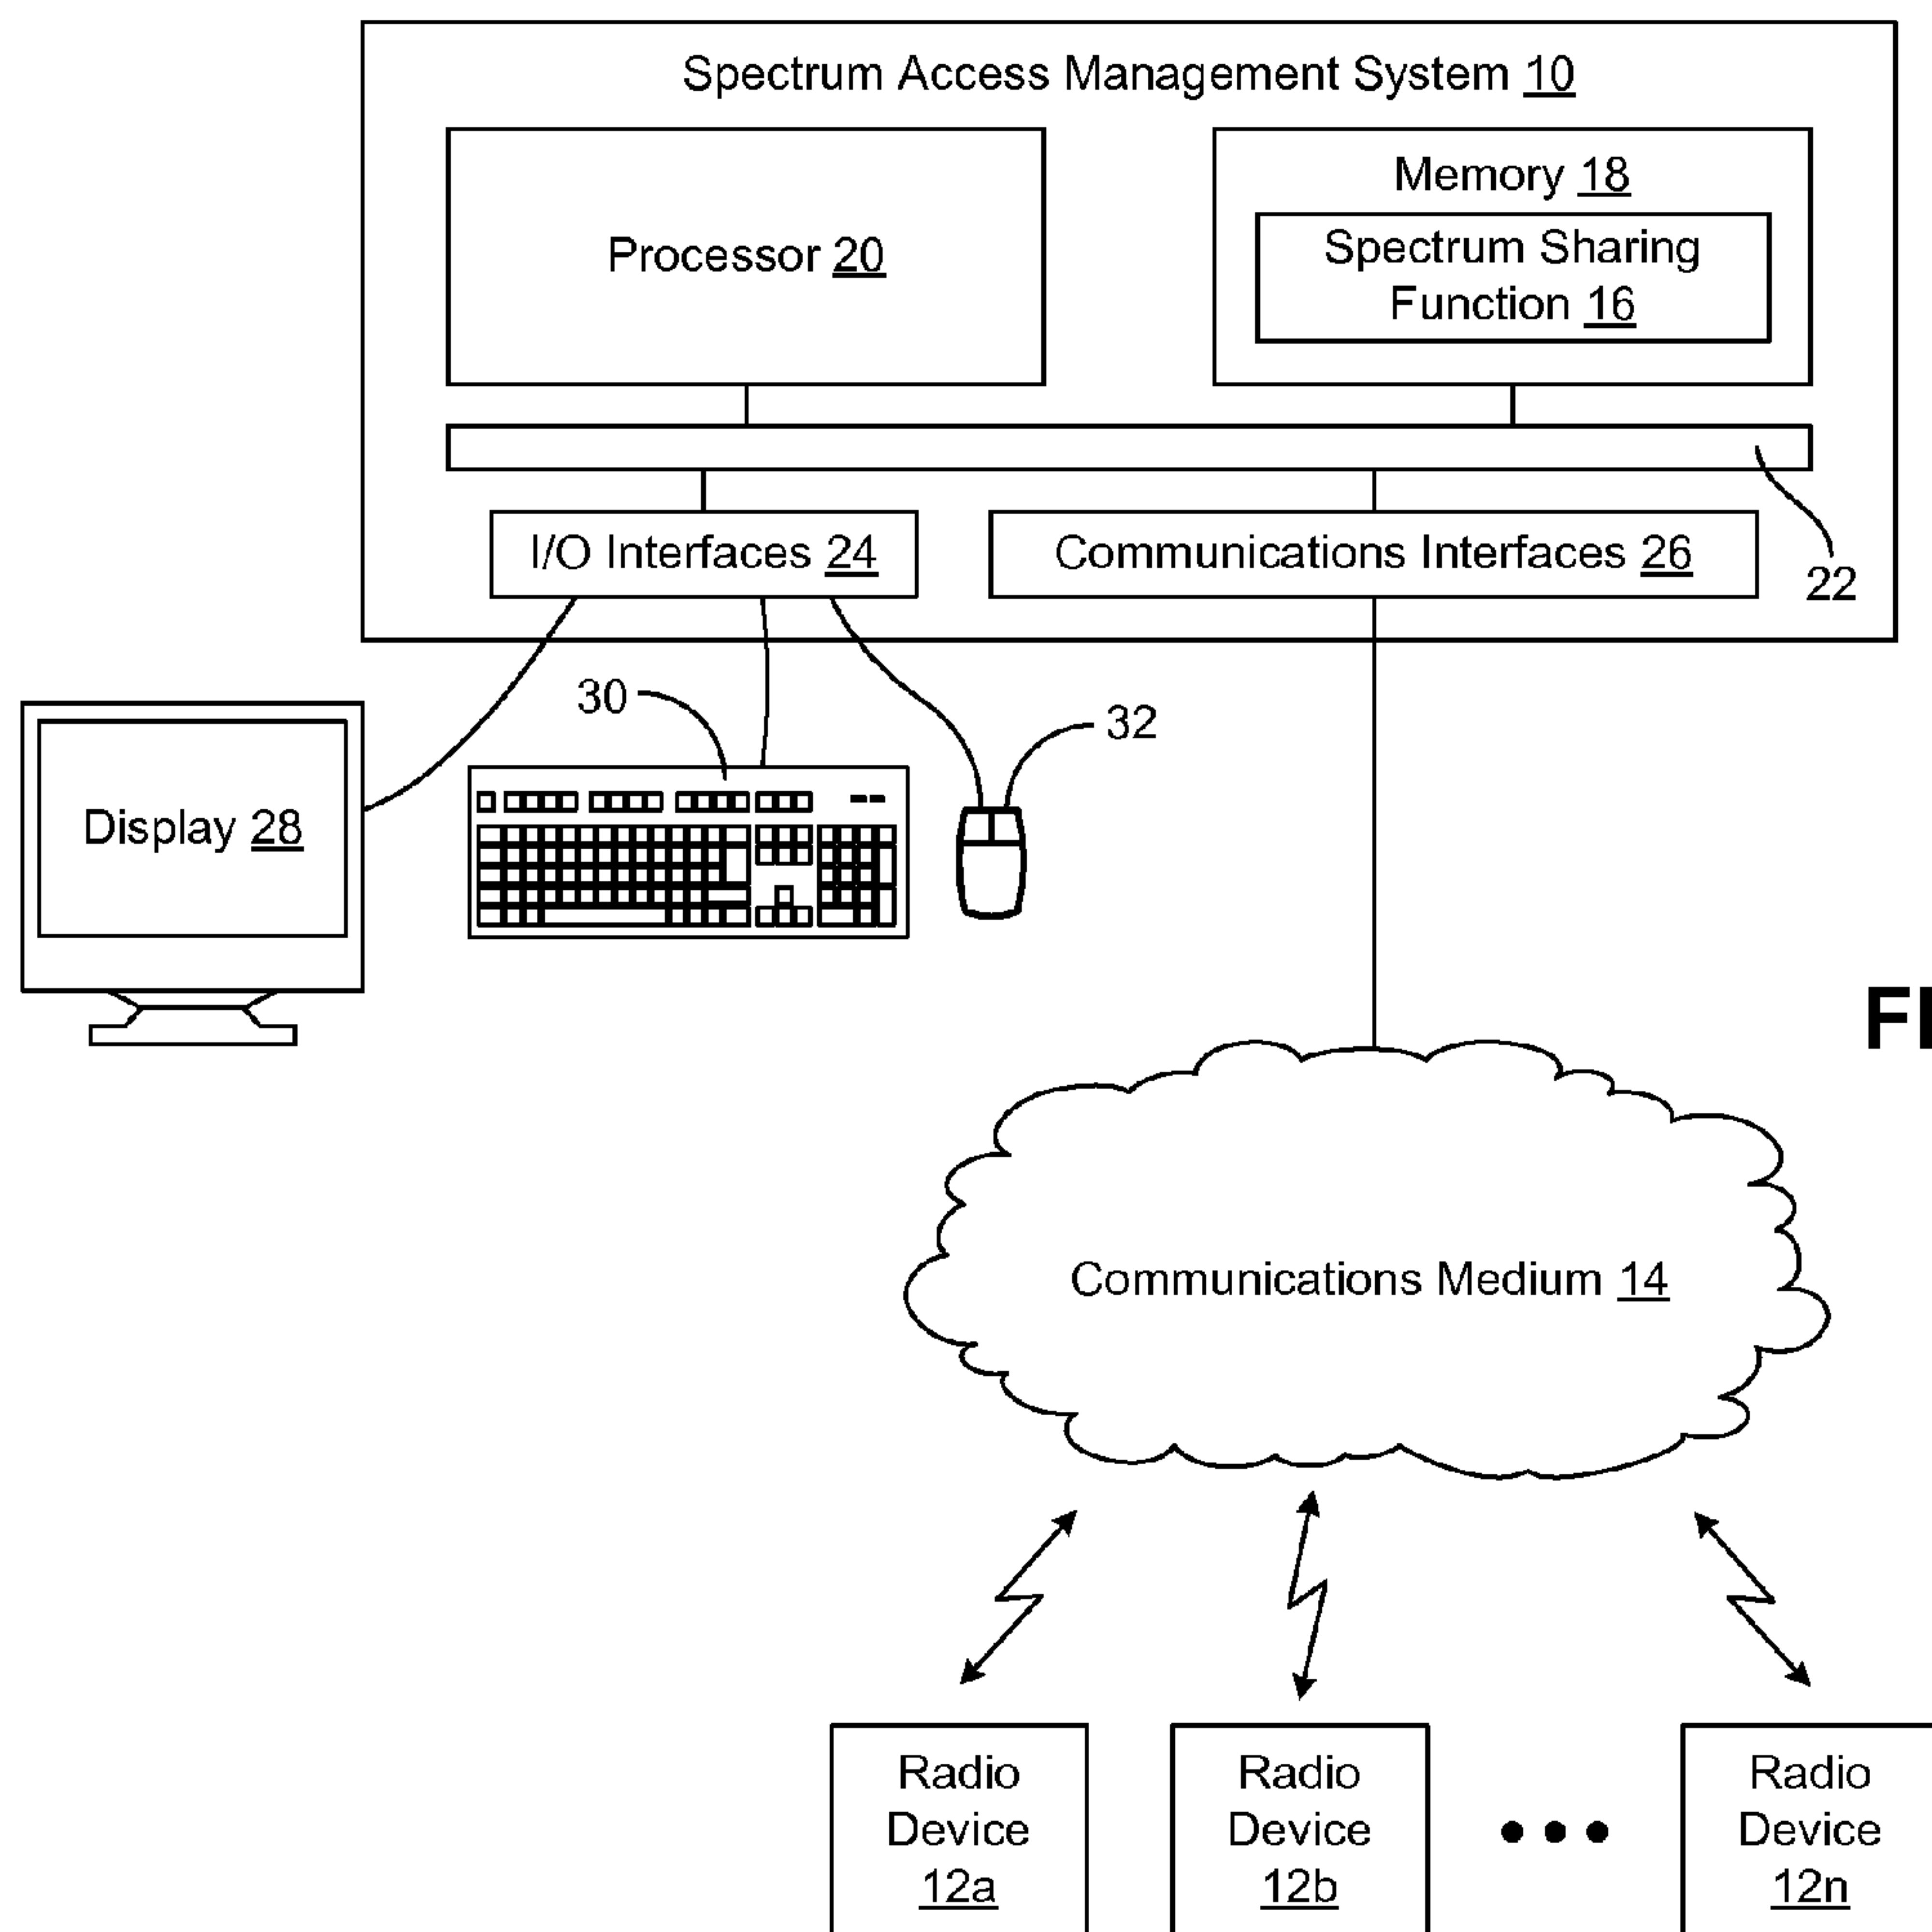 Spectrum Access Management System 10
Processor 20
Memory 18
Spectrum Sharing
Function 16
I/O Interfaces 24
Communications Interfaces 26
22
30
32
Display 28
FI
Communications Medium 14
Radio
Device
12a
Radio
Device
12b
Radio
Device
12n